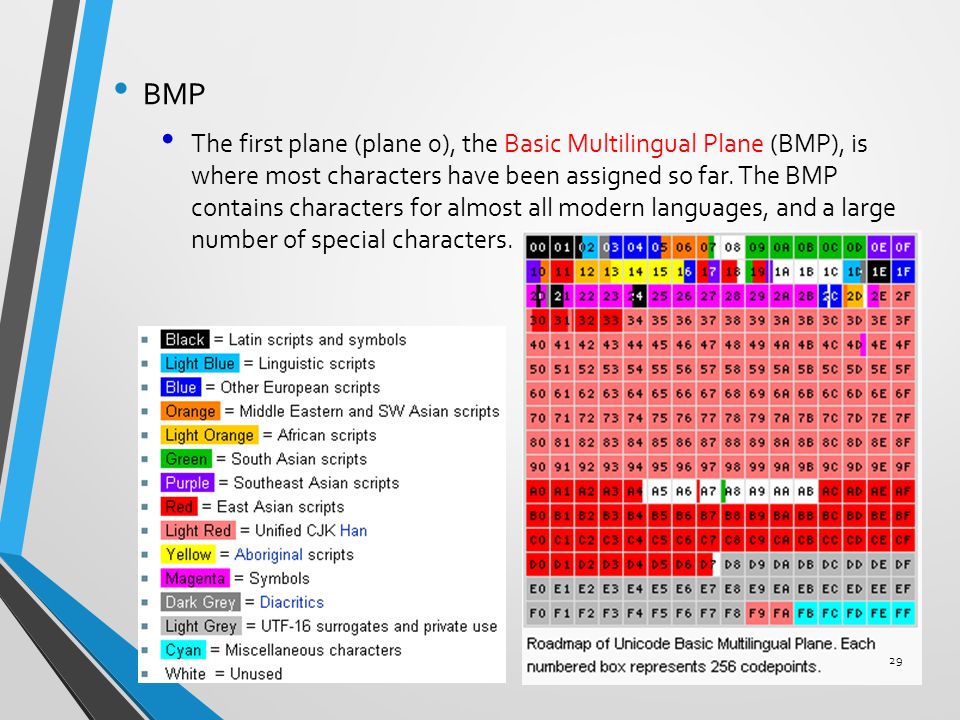 • BMP
• The first plane (plane 0), the Basic Multilingual Plane (BMP), is
where most characters have been assigned so far. The BMP
contains characters for almost all modern languages, and a large
number of special characters.
Black = Latin scripts and symbols
Light Blue = Linguistic scripts
Blue = Other European scripts
Orange = Middle Eastern and SW Asian scripts
Light Orange = African scripts
Green = South Asian scripts
Purple = Southeast Asian scripts
Red = East Asian scripts
Light Red = Unified CJK Han
Yellow = Aboriginal scripts
Magenta = Symbols
Dark Grey = Diacritics
Light Grey = UTF-16 surrogates and private use
Cyan = Miscellaneous characters
White = Unused
00 01 02 03 04 05 06 07 08 09 0A 0B 0C 0D 0E 0F
10 11 12 13 14 15 16 17 18 19 1A 1B 1C 1D 1E 1F
20 21 22 23 24 25 26 27 28 29 2A 2B 2C 2D 2E 2F
30 31 32 33 34 35 36 37 38 39 3A 3B 3C 3D 3E 3F
40 41 42 43 44 45 46 47 48 49 4A 4B 4C 4D 4E 4F
50 51 52 53 54 55 56 57 58 59 5A 5B 5C 5D 5E 5F
60 61 62 63 64 65 66 67 68 69 6A 6B 6C 6D 6E 6F
70 71 72 73 74 75 76 77 78 79 7A 7B 7C 7D 7E 7F
80 81 82 83 84 85 86 87 88 89 8A 8B 8C 8D 8E 8F
90 91 92 93 94 95 96 97 98 99 9A 9B 9C 9D 9E 9F
A0 A1 A2 A3 A4 A5 A6 A7 A8 A9 AA AB AC AD AE AF
B0 B1 B2 B3 B4 B5 B6 B7 B8 B9 BA BB BC BD BE BF
C0 C1 C2 C3 C4 C5 C6 C7 C8 C9 CA CB CC CD CE CF
D0 D1 D2 D3 D4 D5 D6 D7 D8 D9 DA DB DC DD DE DF
E0 E1 E2 E3 E4 E5 E6 E7 E8 E9 EA EB EC ED EE EF
F0 F1 F2 F3 F4 F5 F6 F7 F8 F9 FA FB FC FD FE FF
Roadmap of Unicode Basic Multilingual Plane. Each
numbered box represents 256 codepoints.
29